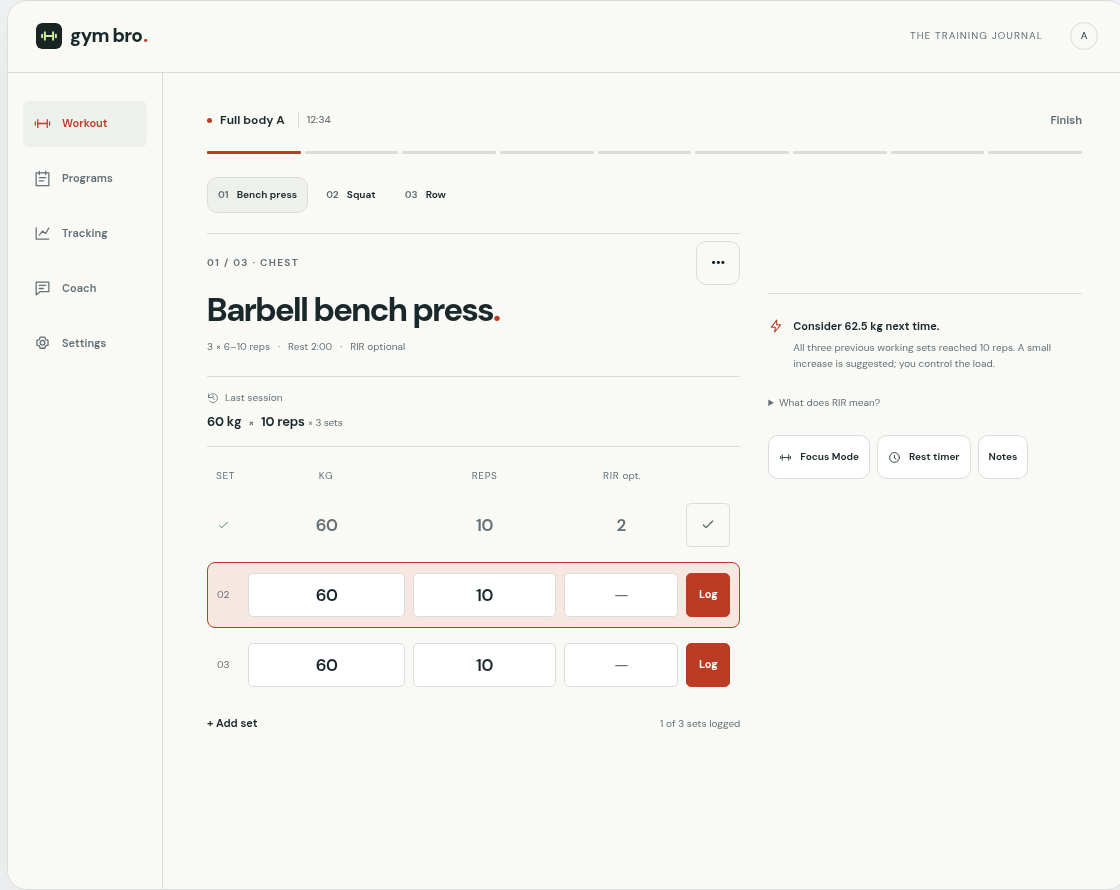 gym bro.
THE TRAINING JOURNAL
A
Workout
Programs
Tracking
Coach
Settings
Full body A
12:34
Finish
01 Bench press
02 Squat
03 Row
01 / 03 · CHEST
•••
Barbell bench press.
3 × 6–10 reps · Rest 2:00 · RIR optional
Last session
60 kg × 10 reps × 3 sets
SET KG REPS RIR opt.
60 10 2
02 60 10 — Log
03 60 10 — Log
+ Add set
1 of 3 sets logged
Consider 62.5 kg next time.
All three previous working sets reached 10 reps. A small
increase is suggested; you control the load.
What does RIR mean?
Focus Mode
Rest timer
Notes